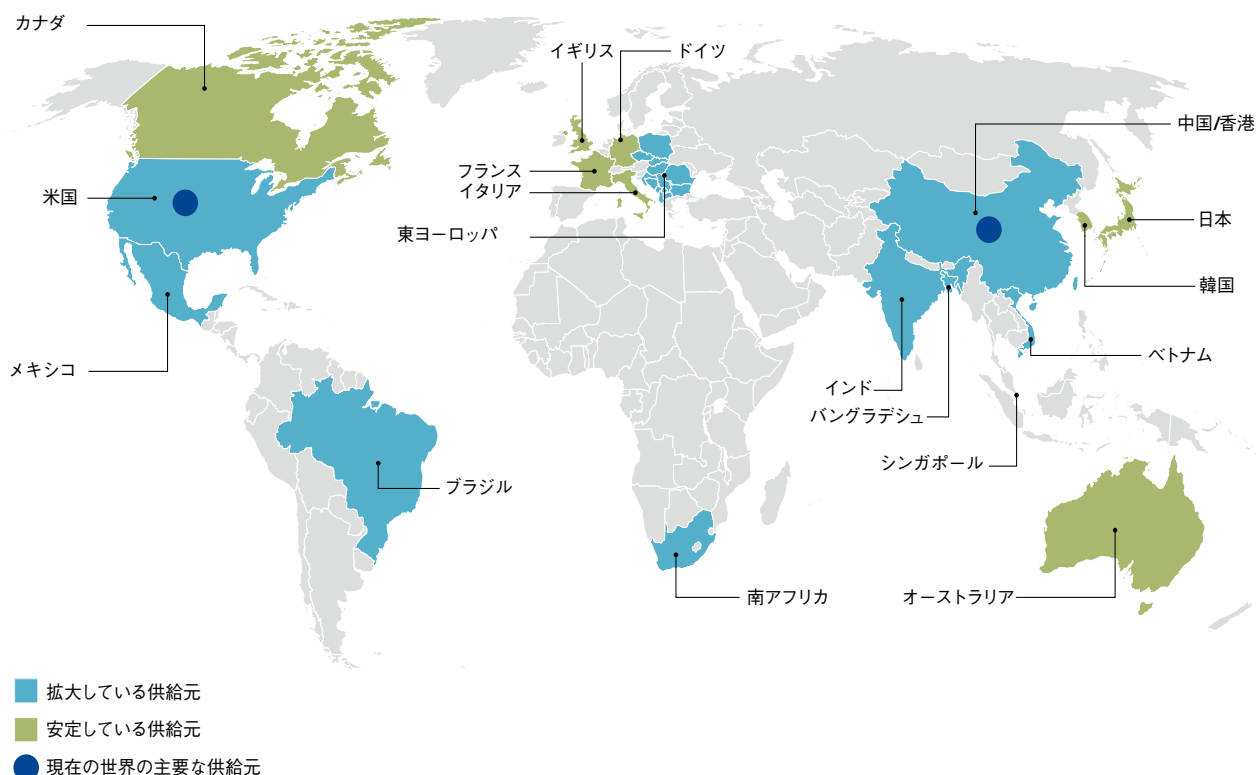 カナダ
イギリス
ドイツ
中国/香港
フランス
イタリア
米国
日本
東ヨーロッパ
韓国
メキシコ
ベトナム
インド
バングラデシュ
シンガポール
ブラジル
南アフリカ
オーストラリア
拡大している供給元
安定している供給元
現在の世界の主要な供給元